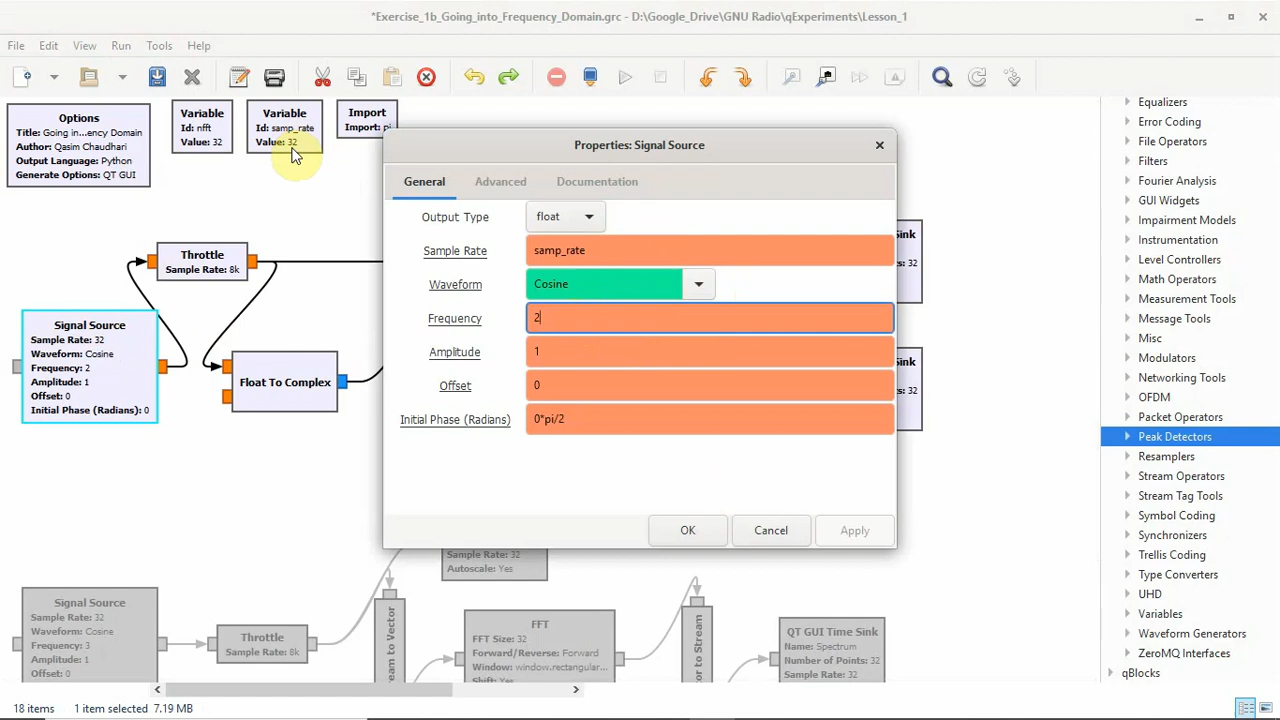 *Exercise_1b_Going_into_Frequency_Domain.grc - D:\Google_Drive\GNU Radio\qExperiments\Lesson_1
File Edit View Run Tools Help
Options
Title: Going in...ency Domain
Author: Qasim Chaudhari
Output Language: Python
Generate Options: QT GUI
Variable
Id: nfft
Value: 32
Variable
Id: samp_rate
Value: 32
Import
Import: pi
Throttle
Sample Rate: 8k
Signal Source
Sample Rate: 32
Waveform: Cosine
Frequency: 2
Amplitude: 1
Offset: 0
Initial Phase (Radians): 0
Float To Complex
Properties: Signal Source
General Advanced Documentation
Output Type float
Sample Rate samp_rate
Waveform Cosine
Frequency 2
Amplitude 1
Offset 0
Initial Phase (Radians) 0*pi/2
OK Cancel Apply
Sink
: 32
Sink
: 32
Sample Rate: 32
Autoscale: Yes
Signal Source
Sample Rate: 32
Waveform: Cosine
Frequency: 3
Amplitude: 1
Throttle
Sample Rate: 8k
am to Vector
FFT
FFT Size: 32
Forward/Reverse: Forward
Window: window.rectangular...
Shift: Yes
or to Stream
QT GUI Time Sink
Name: Spectrum
Number of Points: 32
Sample Rate: 32
Equalizers
Error Coding
File Operators
Filters
Fourier Analysis
GUI Widgets
Impairment Models
Instrumentation
Level Controllers
Math Operators
Measurement Tools
Message Tools
Misc
Modulators
Networking Tools
OFDM
Packet Operators
Peak Detectors
Resamplers
Stream Operators
Stream Tag Tools
Symbol Coding
Synchronizers
Trellis Coding
Type Converters
UHD
Variables
Waveform Generators
ZeroMQ Interfaces
qBlocks
18 items 1 item selected 7.19 MB